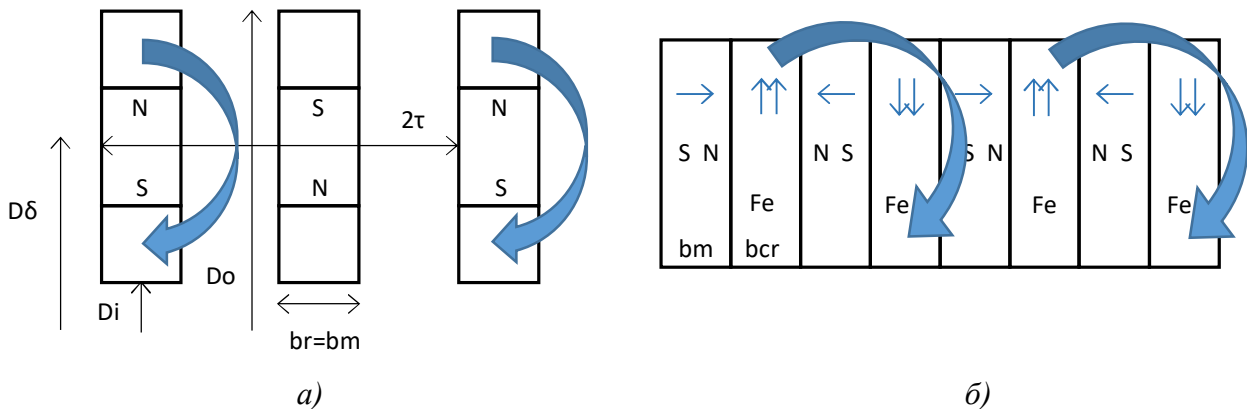 N S N
2τ
S N S
Dδ
Do
Di
br=bm
S N N S S N N S
Fe Fe Fe Fe
bm bcr
а) б)